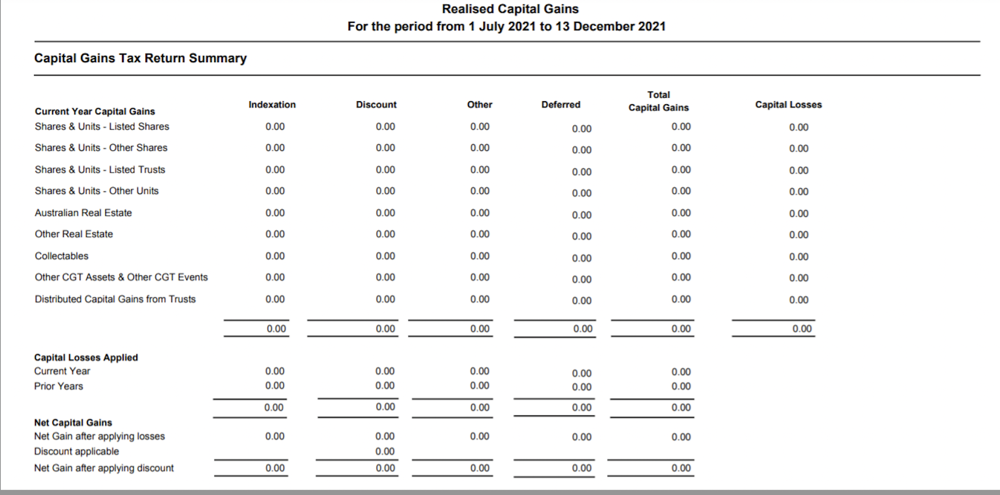 Realised Capital Gains
For the period from 1 July 2021 to 13 December 2021
Capital Gains Tax Return Summary
Current Year Capital Gains Indexation Discount Other Deferred Total Capital Gains Capital Losses
Shares & Units - Listed Shares 0.00 0.00 0.00 0.00 0.00 0.00
Shares & Units - Other Shares 0.00 0.00 0.00 0.00 0.00 0.00
Shares & Units - Listed Trusts 0.00 0.00 0.00 0.00 0.00 0.00
Shares & Units - Other Units 0.00 0.00 0.00 0.00 0.00 0.00
Australian Real Estate 0.00 0.00 0.00 0.00 0.00 0.00
Other Real Estate 0.00 0.00 0.00 0.00 0.00 0.00
Collectables 0.00 0.00 0.00 0.00 0.00 0.00
Other CGT Assets & Other CGT Events 0.00 0.00 0.00 0.00 0.00 0.00
Distributed Capital Gains from Trusts 0.00 0.00 0.00 0.00 0.00 0.00
0.00 0.00 0.00 0.00 0.00 0.00
Capital Losses Applied
Current Year 0.00 0.00 0.00 0.00 0.00
Prior Years 0.00 0.00 0.00 0.00 0.00
0.00 0.00 0.00 0.00 0.00
Net Capital Gains
Net Gain after applying losses 0.00 0.00 0.00 0.00 0.00
Discount applicable 0.00
Net Gain after applying discount 0.00 0.00 0.00 0.00 0.00